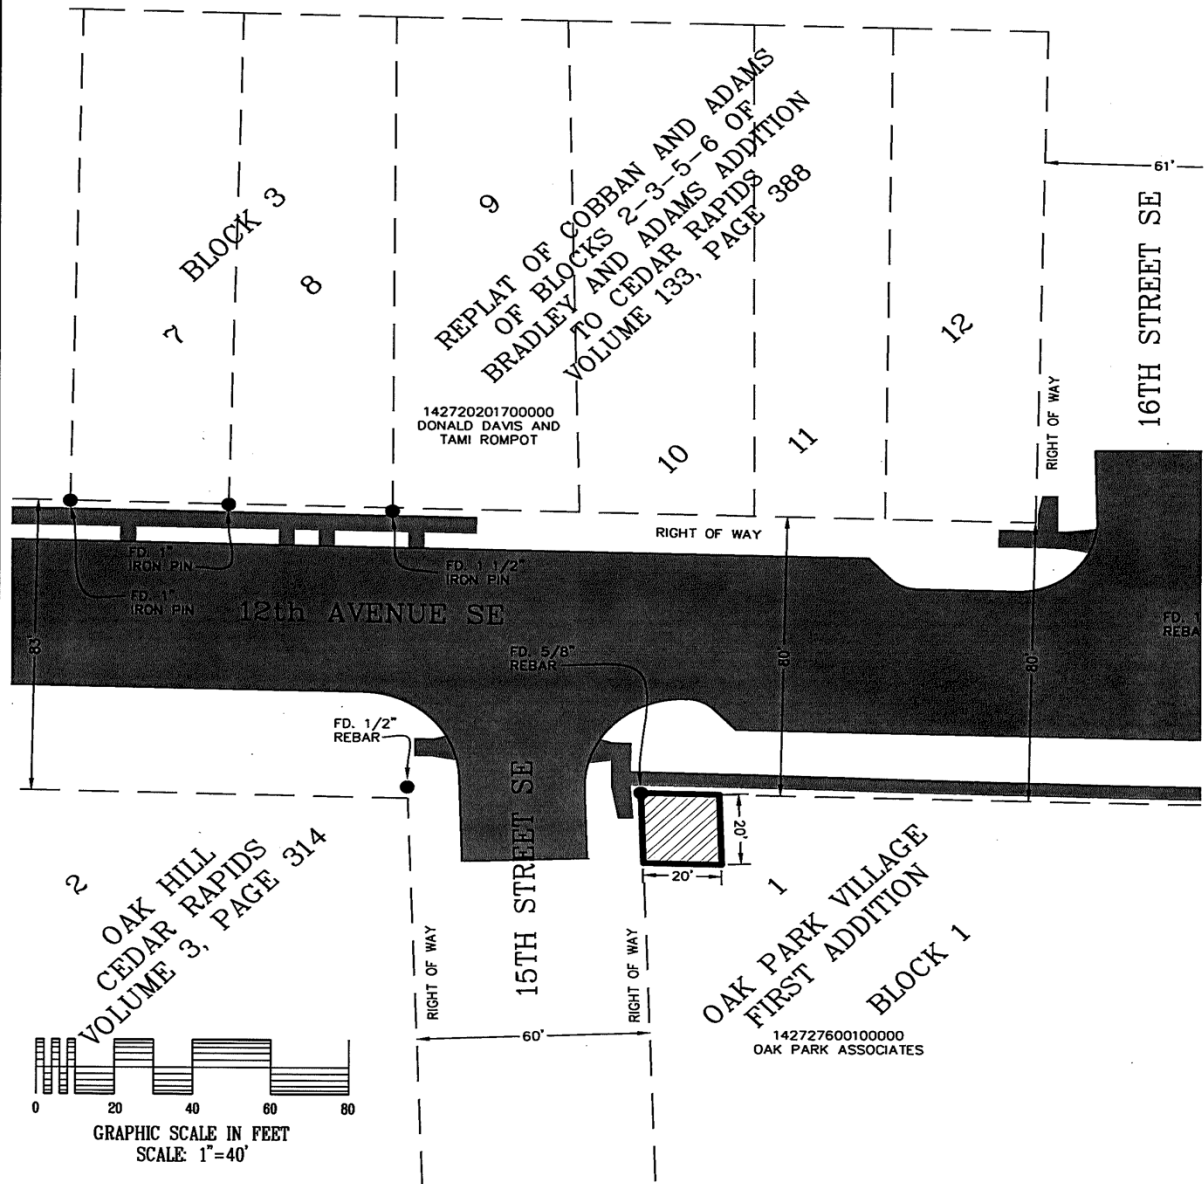 61'
16TH STREET SE
BLOCK 3
7
8
9
REPLAT OF COBBAN AND ADAMS
OF BLOCKS 2-3-5-6 OF
BRADLEY AND ADAMS ADDITION
TO CEDAR RAPIDS
VOLUME 133, PAGE 388
12
RIGHT OF WAY
142720201700000
DONALD DAVIS AND
TAMI ROMPOT
10
11
RIGHT OF WAY
FD. 1"
IRON PIN
FD. 1 1/2"
IRON PIN
FD. 1"
IRON PIN
12th AVENUE SE
83'
FD. 5/8"
REBAR
80'
80'
FD. 1
REBA
FD. 1/2"
REBAR
20'
20'
15TH STREET SE
2
OAK HILL
CEDAR RAPIDS
VOLUME 3, PAGE 314
RIGHT OF WAY
RIGHT OF WAY
1
OAK PARK VILLAGE
FIRST ADDITION
BLOCK 1
142727600100000
OAK PARK ASSOCIATES
60'
0 20 40 60 80
GRAPHIC SCALE IN FEET
SCALE: 1"=40'